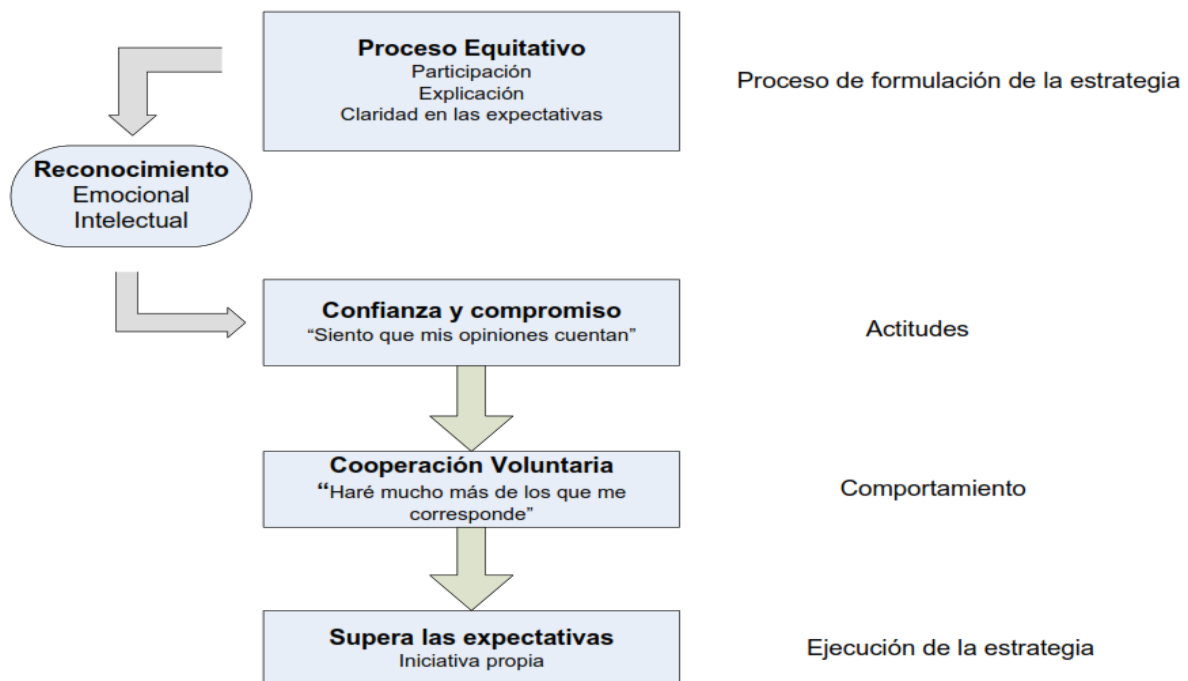 Proceso Equitativo
Participación
Explicación
Claridad en las expectativas
Proceso de formulación de la estrategia
Reconocimiento
Emocional
Intelectual
Confianza y compromiso
“Siento que mis opiniones cuentan”
Actitudes
Cooperación Voluntaria
“Haré mucho más de los que me
corresponde”
Comportamiento
Supera las expectativas
Iniciativa propia
Ejecución de la estrategia